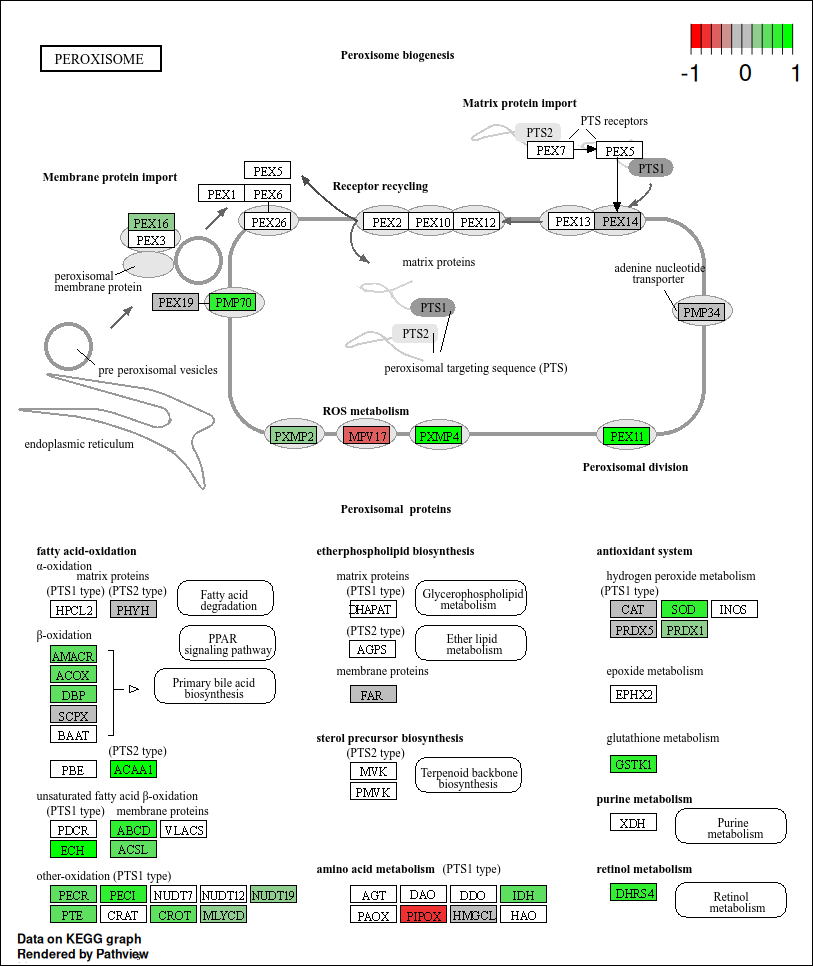 PEROXISOME
Peroxisome biogenesis
-1 0 1
Matrix protein import
PTS2
PTS receptors
PEX7
PEX5
PTS1
Membrane protein import
PEX5
PEX1
PEX6
Receptor recycling
PEX16
PEX3
PEX26
PEX2
PEX10
PEX12
PEX13
PEX14
peroxisomal
membrane protein
matrix proteins
adenine nucleotide
transporter
PEX19
PMP70
PTS1
PMP34
PTS2
pre peroxisomal vesicles
peroxisomal targeting sequence (PTS)
ROS metabolism
endoplasmic reticulum
PXMP2
MPV17
PXMP4
PEX11
Peroxisomal division
Peroxisomal proteins
fatty acid-oxidation
α-oxidation
matrix proteins
(PTS1 type) (PTS2 type)
HPCL2
PHYH
Fatty acid
degradation
β-oxidation
PPAR
signaling pathway
AMACR
ACOX
DBP
SCPX
BAAT
Primary bile acid
biosynthesis
(PTS2 type)
PBE
ACAA1
unsaturated fatty acid β-oxidation
(PTS1 type) membrane proteins
PDCR
ABCD
VLACS
ECH
ACSL
other-oxidation (PTS1 type)
PECR
PECI
NUDT7
NUDT12
NUDT19
PTE
CRAT
CROT
MLYCD
etherphospholipid biosynthesis
matrix proteins
(PTS1 type)
DHAPAT
Glycerophospholipid
metabolism
(PTS2 type)
AGPS
Ether lipid
metabolism
membrane proteins
FAR
sterol precursor biosynthesis
(PTS2 type)
MVK
PMVK
Terpenoid backbone
biosynthesis
amino acid metabolism (PTS1 type)
AGT
DAO
DDO
IDH
PAOX
PIPOX
HMGCL
HAO
antioxidant system
hydrogen peroxide metabolism
(PTS1 type)
CAT
SOD
INOS
PRDX5
PRDX1
epoxide metabolism
EPHX2
glutathione metabolism
GSTK1
purine metabolism
XDH
Purine
metabolism
retinol metabolism
DHRS4
Retinol
metabolism
Data on KEGG graph
Rendered by Pathview